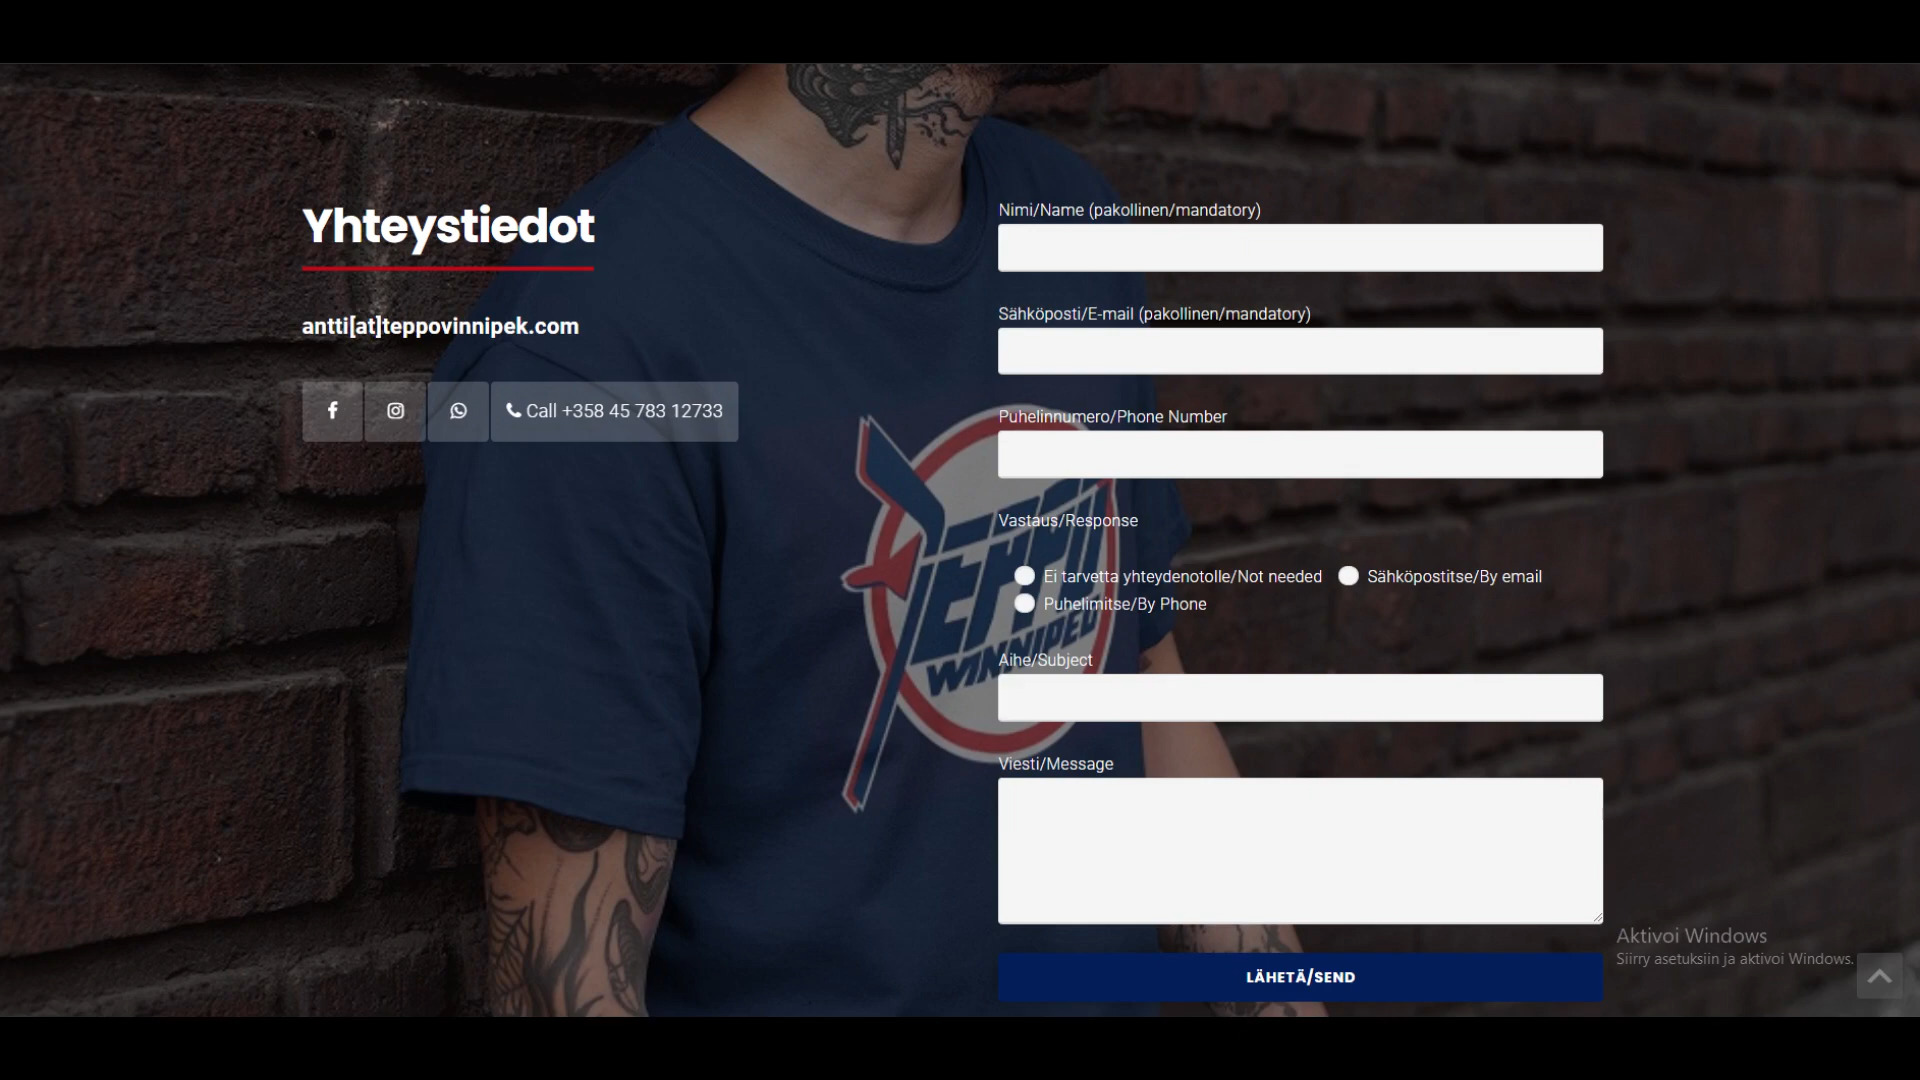 Yhteystiedot
antti[at]teppovinnipek.com
Call +358 45 783 12733
Nimi/Name (pakollinen/mandatory)
Sähköposti/E-mail (pakollinen/mandatory)
Puhelinnumero/Phone Number
Vastaus/Response
Ei tarvetta yhteydenotolle/Not needed Sähköpostitse/By email
Puhelimitse/By Phone
Aihe/Subject
Viesti/Message
LÄHETÄ/SEND
TEPPO
WINNIPEG
Aktivoi Windows
Siirry asetuksiin ja aktivoi Windows.